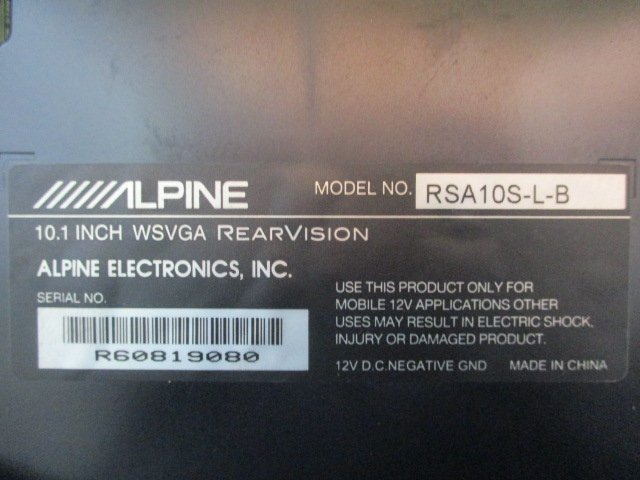 ALPINE
MODEL NO. RSA10S-L-B
10.1 INCH WSVGA REARVISION
ALPINE ELECTRONICS, INC.
SERIAL NO.
R60819080
USE THIS PRODUCT ONLY FOR
MOBILE 12V APPLICATIONS OTHER
USES MAY RESULT IN ELECTRIC SHOCK.
INJURY OR DAMAGED PRODUCT.
12V D.C. NEGATIVE GND MADE IN CHINA